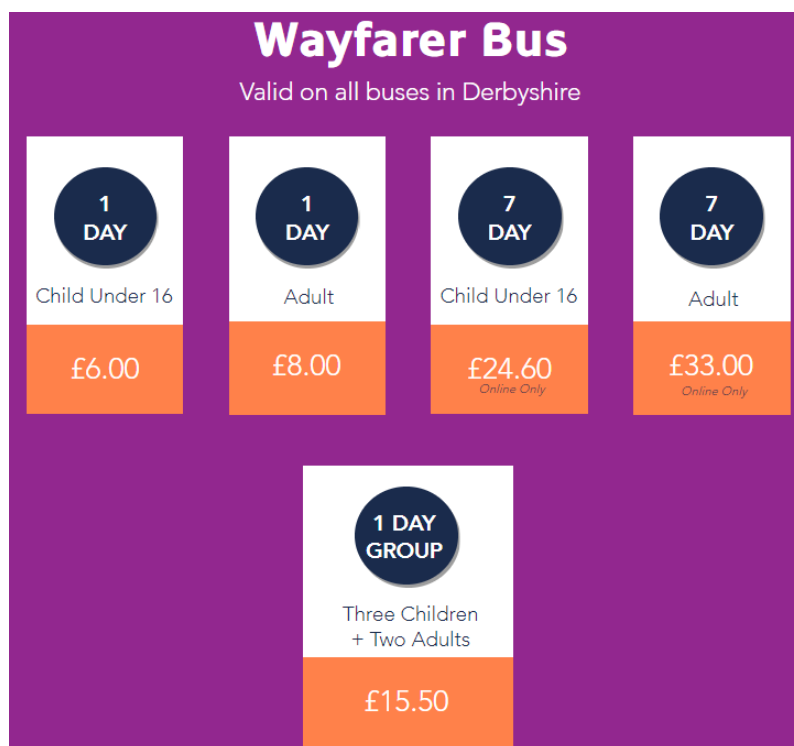 Wayfarer Bus
Valid on all buses in Derbyshire
1
DAY
Child Under 16
£6.00
1
DAY
Adult
£8.00
7
DAY
Child Under 16
£24.60
Online Only
7
DAY
Adult
£33.00
Online Only
1 DAY
GROUP
Three Children
+ Two Adults
£15.50